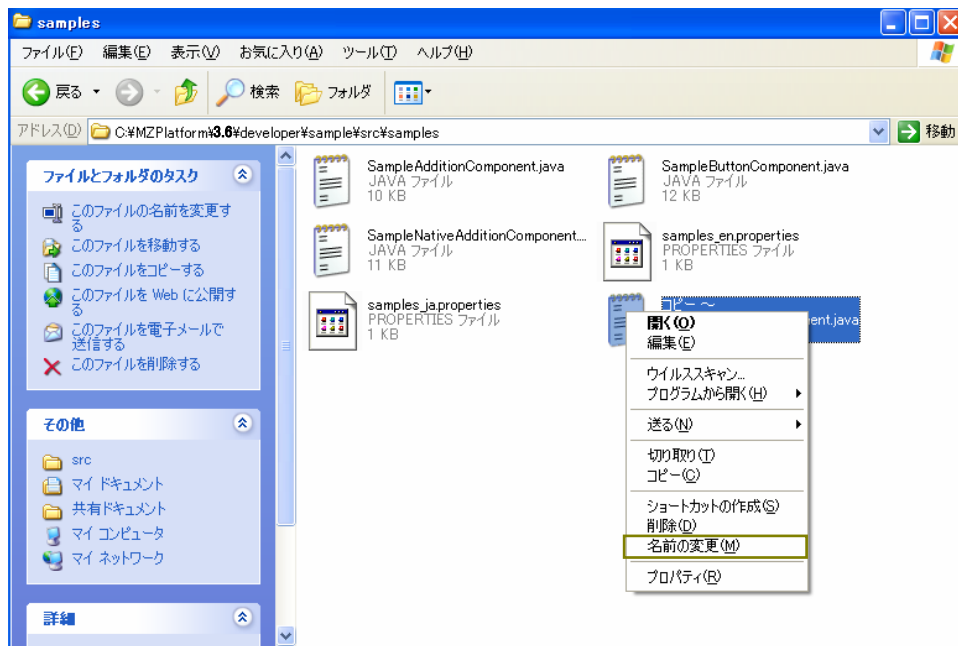 samples
ファイル(F) 編集(E) 表示(V) お気に入り(A) ツール(T) ヘルプ(H)
戻る 検索 フォルダ
アドレス(D) C:¥MZPlatform¥3.6¥developer¥sample¥src¥samples 移動
ファイルとフォルダのタスク
このファイルの名前を変更す
る
このファイルを移動する
このファイルをコピーする
このファイルを Web に公開す
る
このファイルを電子メールで
送信する
このファイルを削除する
その他
src
マイ ドキュメント
共有ドキュメント
マイ コンピュータ
マイ ネットワーク
詳細
SampleAdditionComponent.java
JAVA ファイル
10 KB
SampleButtonComponent.java
JAVA ファイル
12 KB
SampleNativeAdditionComponent...
JAVA ファイル
11 KB
samples_en.properties
PROPERTIES ファイル
1 KB
samples_ja.properties
PROPERTIES ファイル
1 KB
コピー ～
nent.java
開く(O)
編集(E)
ウイルススキャン...
プログラムから開く(H)
送る(N)
切り取り(T)
コピー(C)
ショートカットの作成(S)
削除(D)
名前の変更(M)
プロパティ(R)